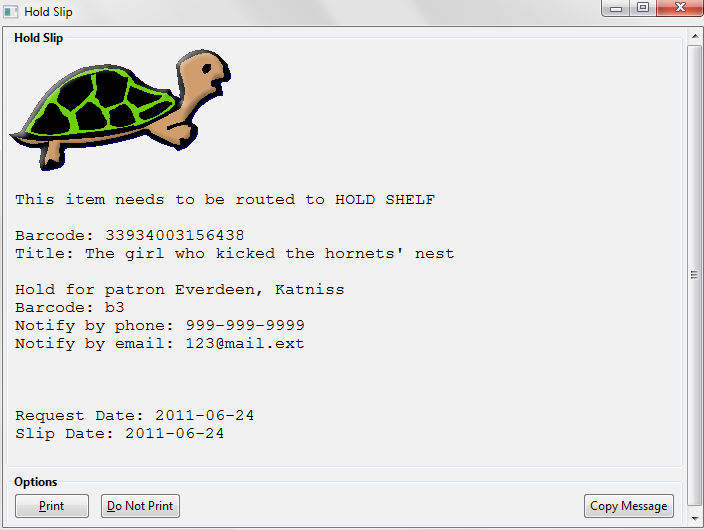 Hold Slip
Hold Slip
This item needs to be routed to HOLD SHELF
Barcode: 33934003156438
Title: The girl who kicked the hornets' nest
Hold for patron Everdeen, Katniss
Barcode: b3
Notify by phone: 999-999-9999
Notify by email: 123@mail.ext
Request Date: 2011-06-24
Slip Date: 2011-06-24
Options
Print Do Not Print Copy Message